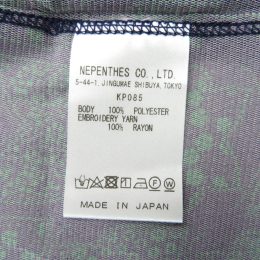 NEPENTHES CO., LTD.
5-44-1, JINGUMAE SHIBUYA, TOKYO
KP085
BODY 100% POLYESTER
EMBROIDERY YARN
100% RAYON
MADE IN JAPAN